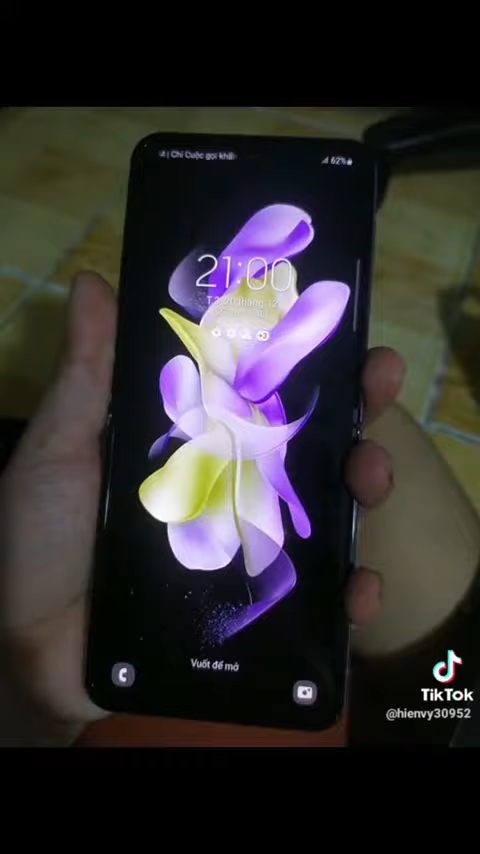 Chỉ Cuộc gọi khẩn
62%
21:00
Vuốt để mở
TikTok
@hienvy30952